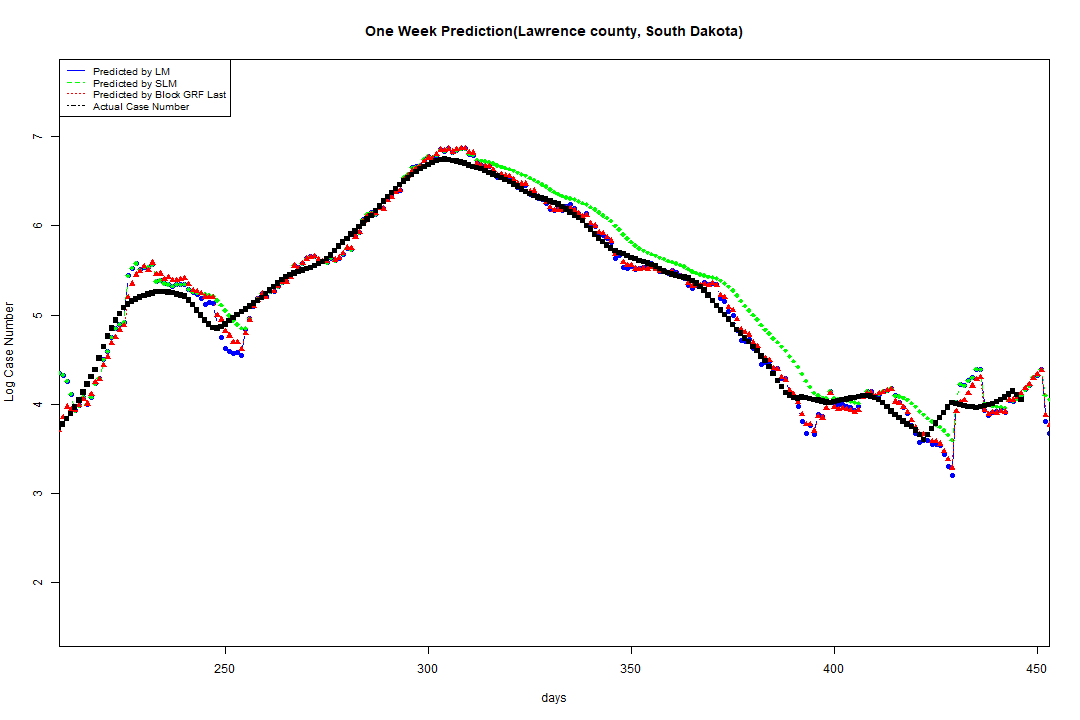 One Week Prediction(Lawrence county, South Dakota)
Predicted by LM
Predicted by SLM
Predicted by Block GRF Last
Actual Case Number
7
6
5
4
3
2
Log Case Number
250 300 350 400 450
days